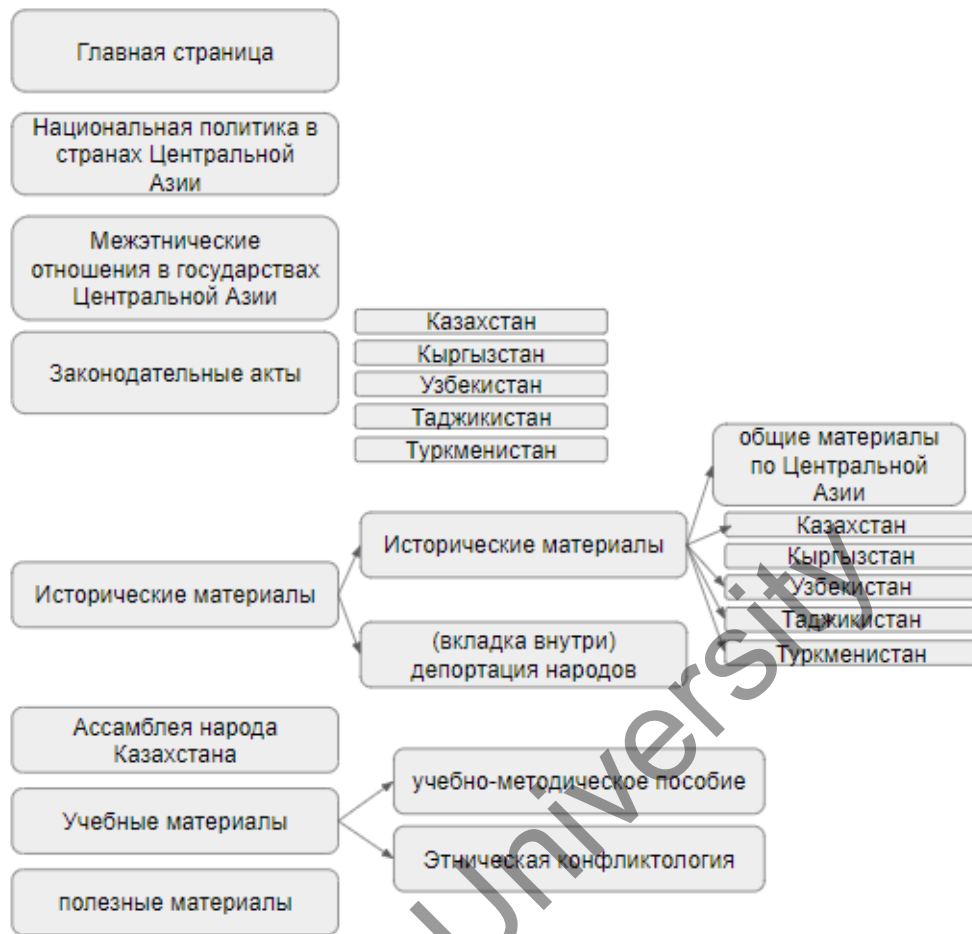 Главная страница
Национальная политика в
странах Центральной
Азии
Межэтнические
отношения в государствах
Центральной Азии
Законодательные акты
Казахстан
Кыргызстан
Узбекистан
Таджикистан
Туркменистан
Исторические материалы
Исторические материалы
общие материалы
по Центральной
Азии
Казахстан
Кыргызстан
Узбекистан
Таджикистан
Туркменистан
(вкладка внутри)
депортация народов
Ассамблея народа
Казахстана
Учебные материалы
учебно-методическое пособие
Этническая конфликтология
полезные материалы
University